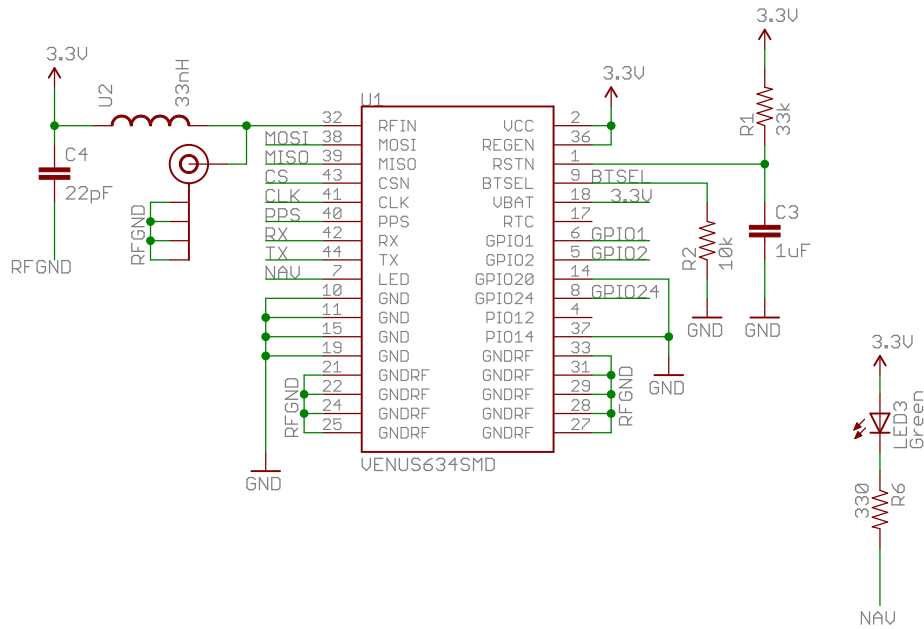 3.3V
U2
33nH
C4
22pF
RFGND
RFGND
MOSI
MISO
CS
CLK
PPS
RX
TX
NAV
GND
RFGND
U1
32 RFIN VCC 2
38 MOSI REGEN 36
39 MISO RSTN 1
43 CSN BTSEL 9
41 CLK VBAT 18
40 PPS RTC 17
42 RX GPIO1 6
44 TX GPIO2 5
7 LED GPIO20 14
10 GND GPIO24 8
11 GND PIO12 4
15 GND PIO14 37
19 GND GNDRF 33
21 GNDRF GNDRF 31
22 GNDRF GNDRF 29
24 GNDRF GNDRF 28
25 GNDRF GNDRF 27
VENUS634SMD
3.3V
BTSEL
3.3V
GPIO1
GPIO2
GPIO24
RFGND
GND
R2
10k
GND
3.3V
R1
33k
C3
1uF
GND
3.3V
LED3
Green
330
R6
NAV